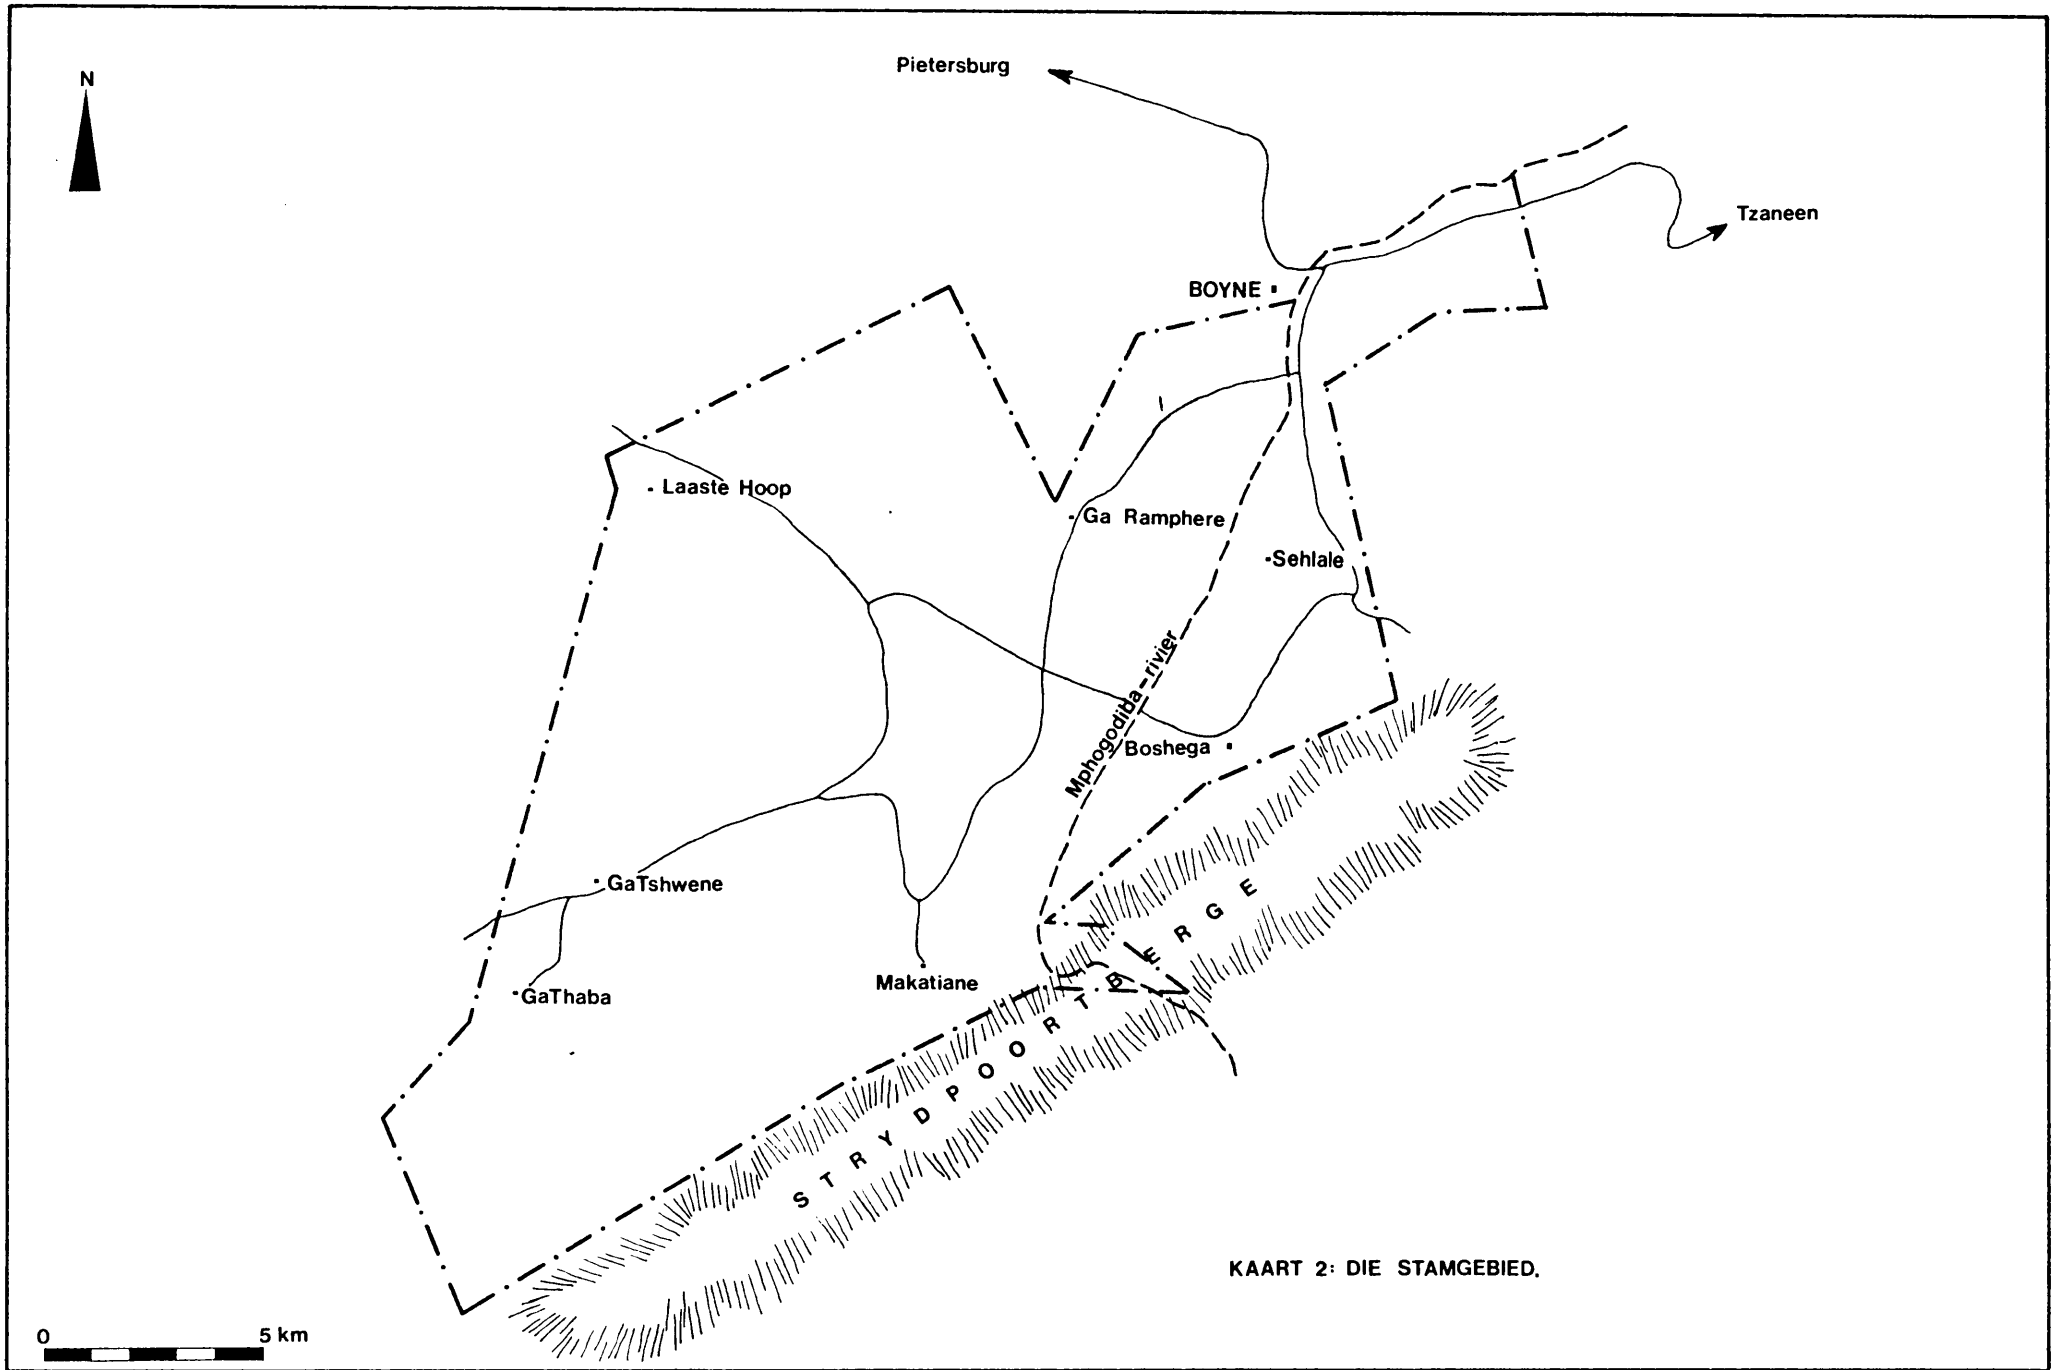 Pietersburg
N
Tzaneen
BOYNE
Laaste Hoop
Ga Ramphere
Sehlale
Mphogodiba-rivier
Boshega
GaTshwene
Makatiane
GaThaba
STRYDPOORTBERGE
KAART 2: DIE STAMGEBIED.
0 5 km